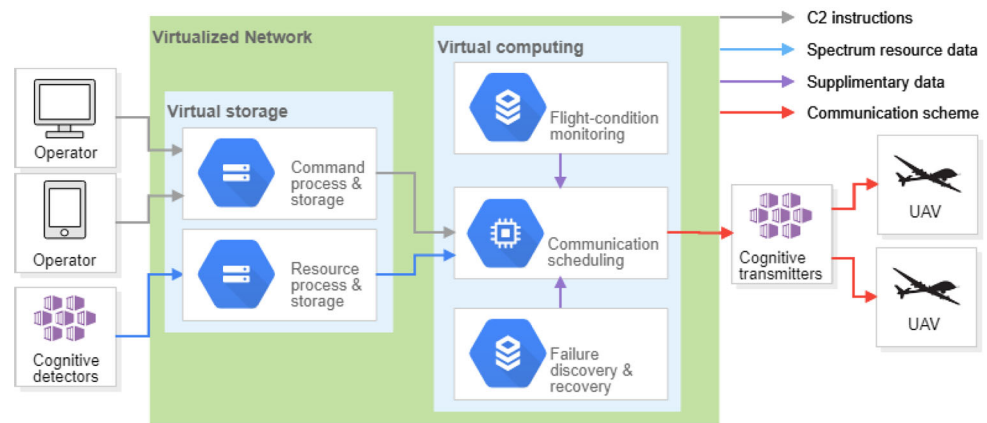 Virtualized Network
Virtual storage
Virtual computing
C2 instructions
Spectrum resource data
Supplimentary data
Communication scheme
Operator
Operator
Cognitive
detectors
Command
process &
storage
Resource
process &
storage
Flight-condition
monitoring
Communication
scheduling
Failure
discovery &
recovery
Cognitive
transmitters
UAV
UAV